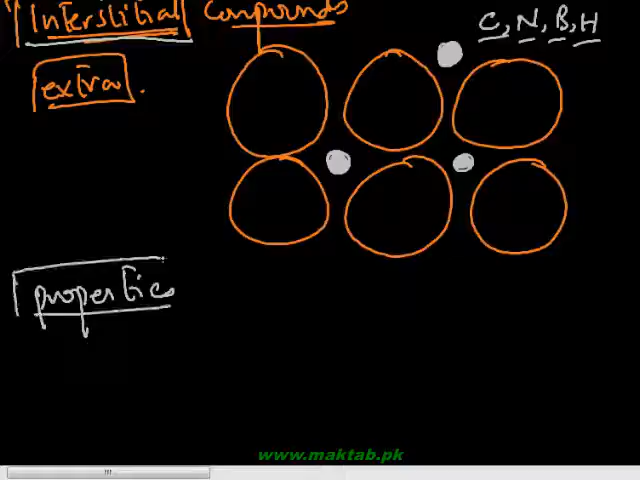 Interstitial Compounds
C, N, B, H
extra.
properties
www.maktab.pk